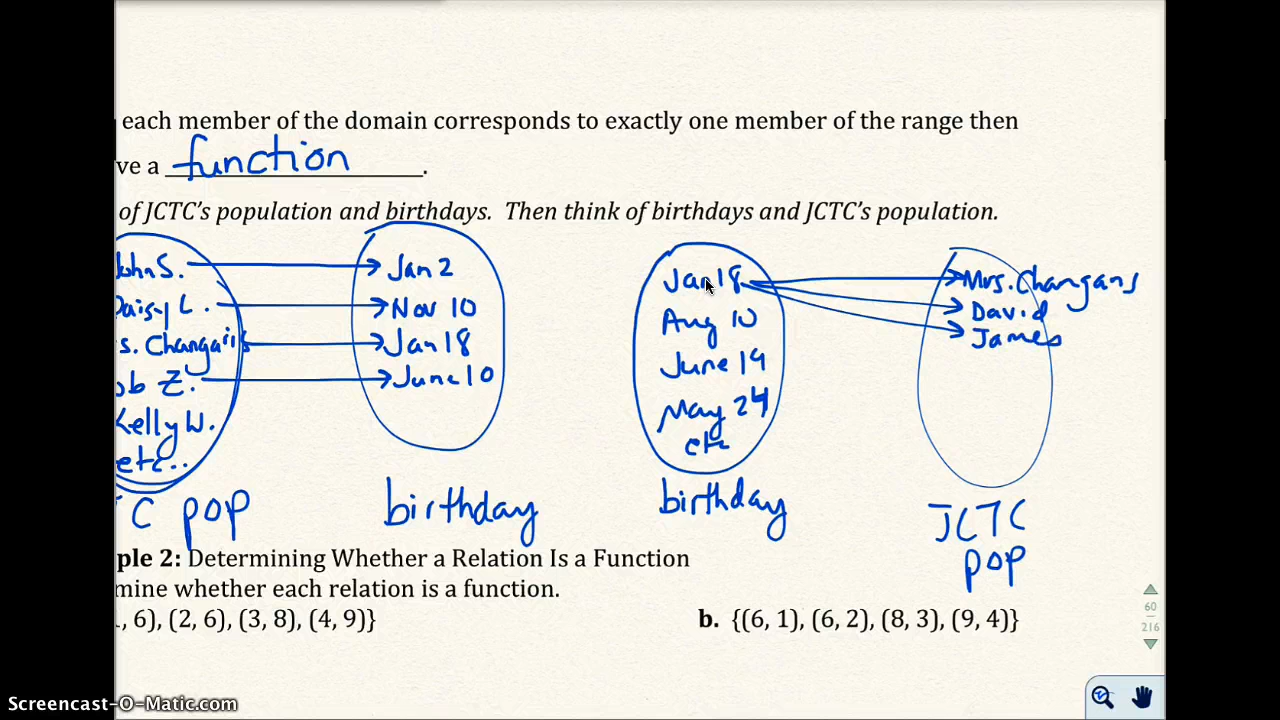 each member of the domain corresponds to exactly one member of the range then
ve a function.
of JCTC's population and birthdays. Then think of birthdays and JCTC's population.
John S. Jan 2 Jan 18 Mrs. Changaris
Daisy L. Nov 10 Aug 10 David
s. Changaris Jan 18 June 19 James
ob Z. June 10 May 24
Kelly W. etc
etc..
C pop birthday birthday JCTC
pop
ple 2: Determining Whether a Relation Is a Function
mine whether each relation is a function.
, 6), (2, 6), (3, 8), (4, 9)} b. {(6, 1), (6, 2), (8, 3), (9, 4)}
60
216
Screencast-O-Matic.com